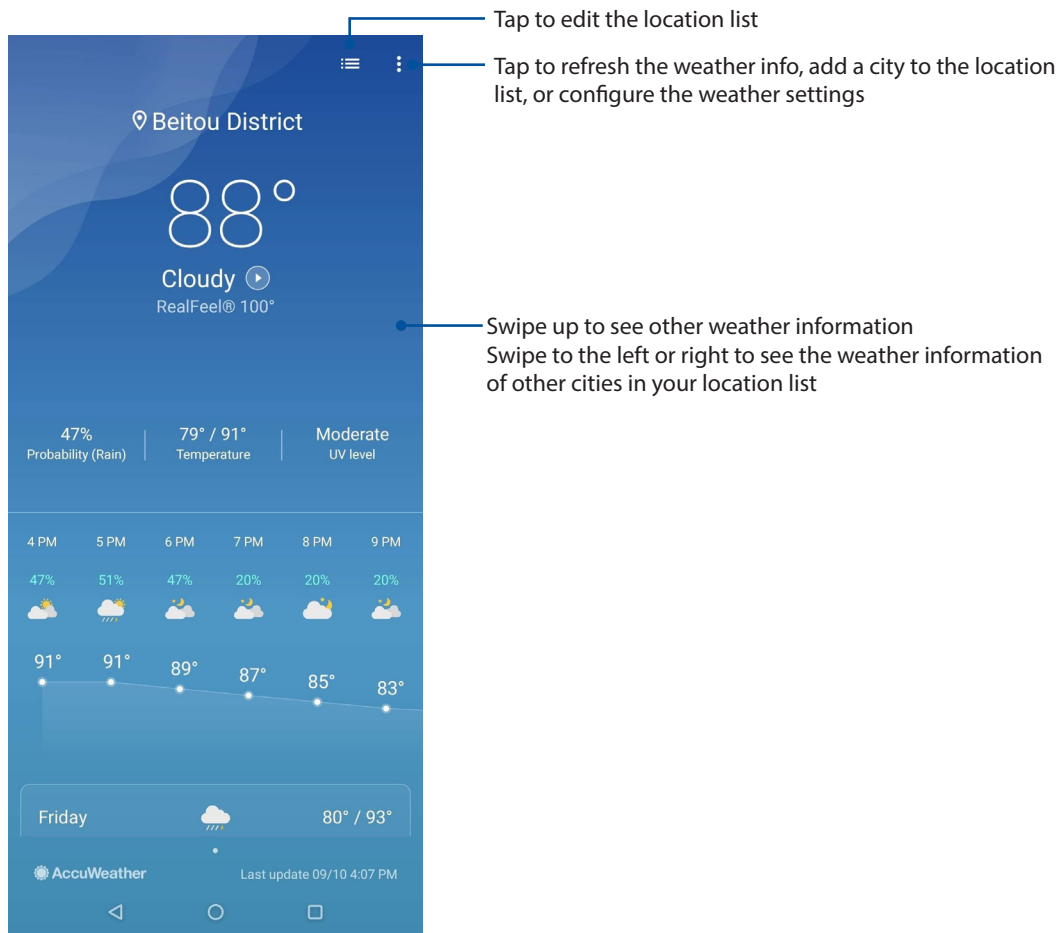 Tap to edit the location list
Tap to refresh the weather info, add a city to the location
list, or configure the weather settings
Beitou District
88°
Cloudy
RealFeel® 100°
Swipe up to see other weather information
Swipe to the left or right to see the weather information
of other cities in your location list
47% 79° / 91° Moderate
Probability (Rain) Temperature UV level
4 PM 5 PM 6 PM 7 PM 8 PM 9 PM
47% 51% 47% 20% 20% 20%
91° 91° 89° 87° 85° 83°
Friday 80° / 93°
AccuWeather Last update 09/10 4:07 PM